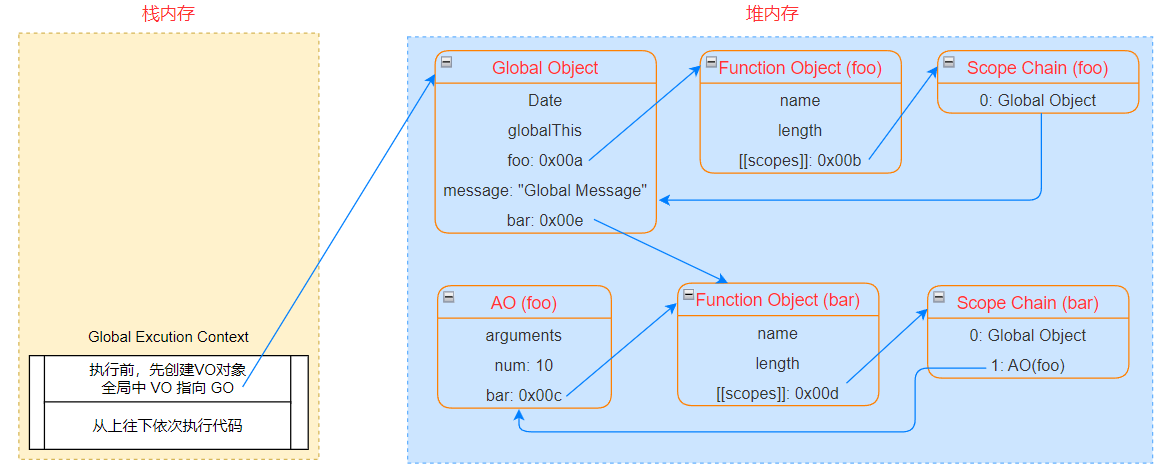 栈内存
堆内存
Global Excution Context
执行前，先创建VO对象
全局中 VO 指向 GO
从上往下依次执行代码
Global Object
Date
globalThis
foo: 0x00a
message: "Global Message"
bar: 0x00e
Function Object (foo)
name
length
[[scopes]]: 0x00b
Scope Chain (foo)
0: Global Object
AO (foo)
arguments
num: 10
bar: 0x00c
Function Object (bar)
name
length
[[scopes]]: 0x00d
Scope Chain (bar)
0: Global Object
1: AO(foo)